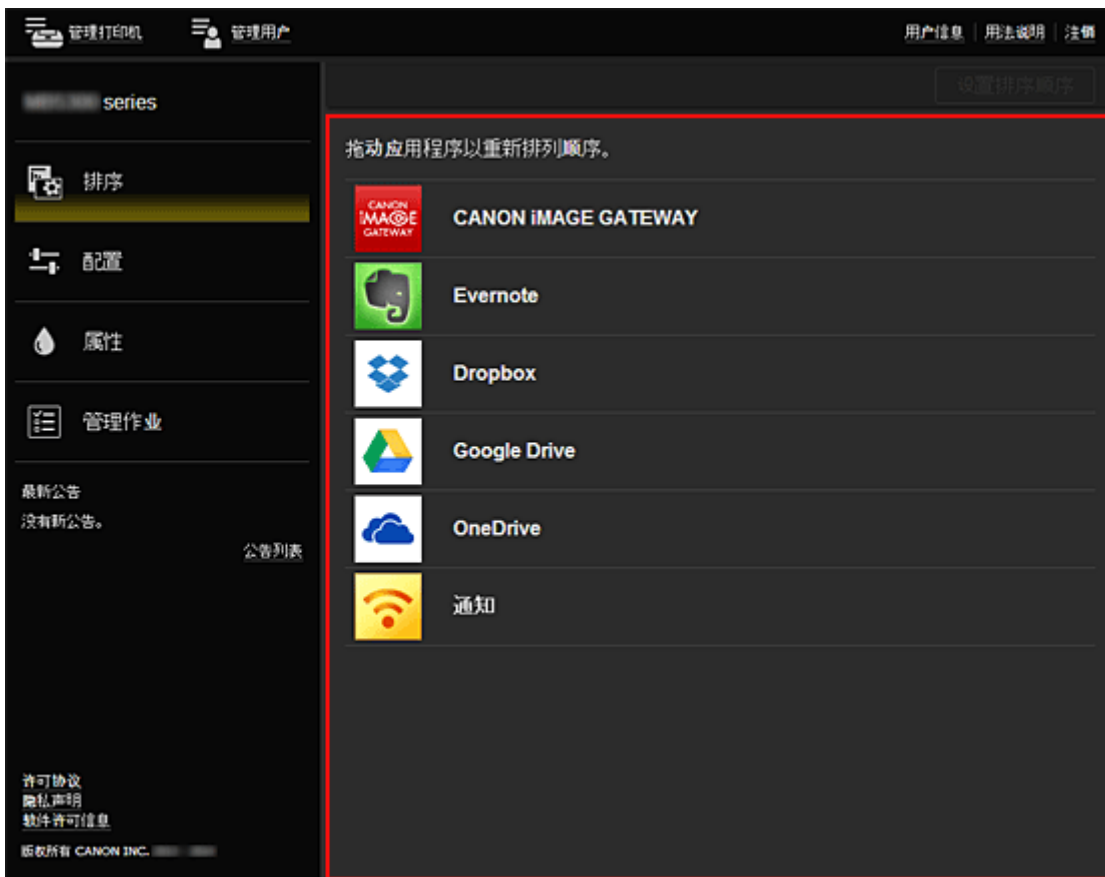 管理打印机 管理用户 用户信息 用法说明 注销
series
设置排序顺序
拖动应用程序以重新排列顺序。
排序
配置
属性
管理作业
最新公告
没有新公告。
公告列表
许可协议
隐私声明
软件许可信息
版权所有 CANON INC.
CANON
iMAGE
GATEWAY
CANON iMAGE GATEWAY
Evernote
Dropbox
Google Drive
OneDrive
通知